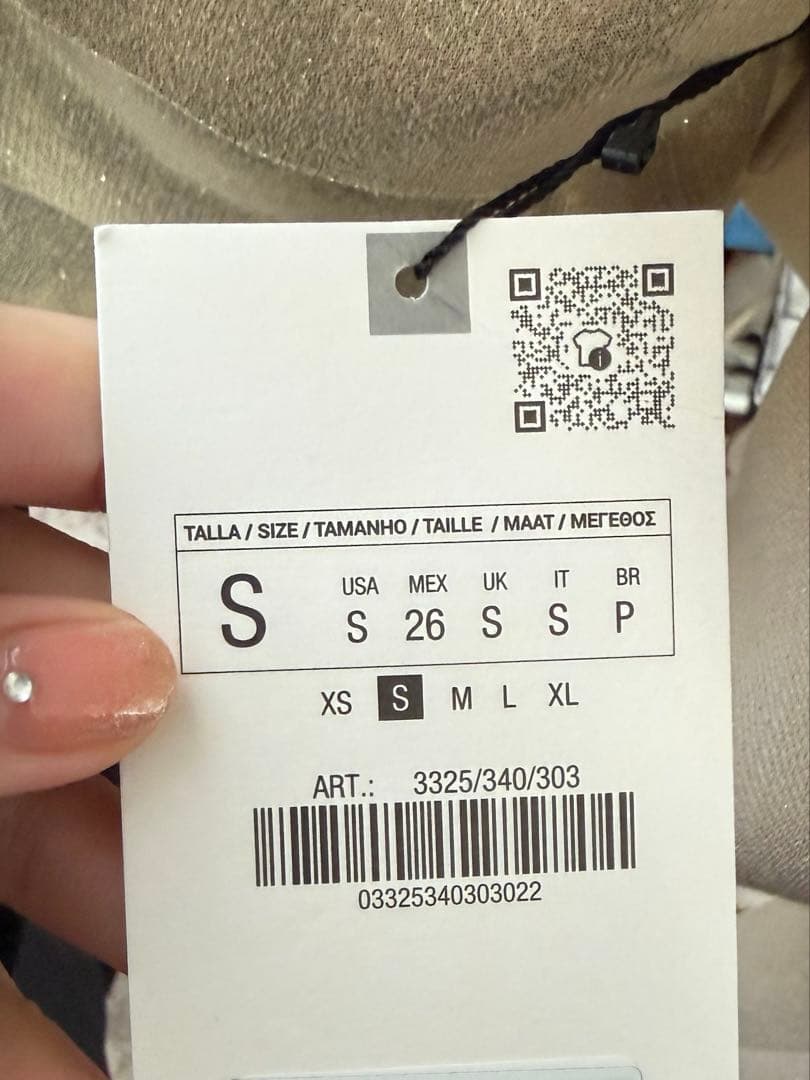 TALLA / SIZE / TAMANHO / TAILLE / MAAT / ΜΕΓΕΘΟΣ
S
USA MEX UK IT BR
S 26 S S P
XS S M L XL
ART.: 3325/340/303
03325340303022